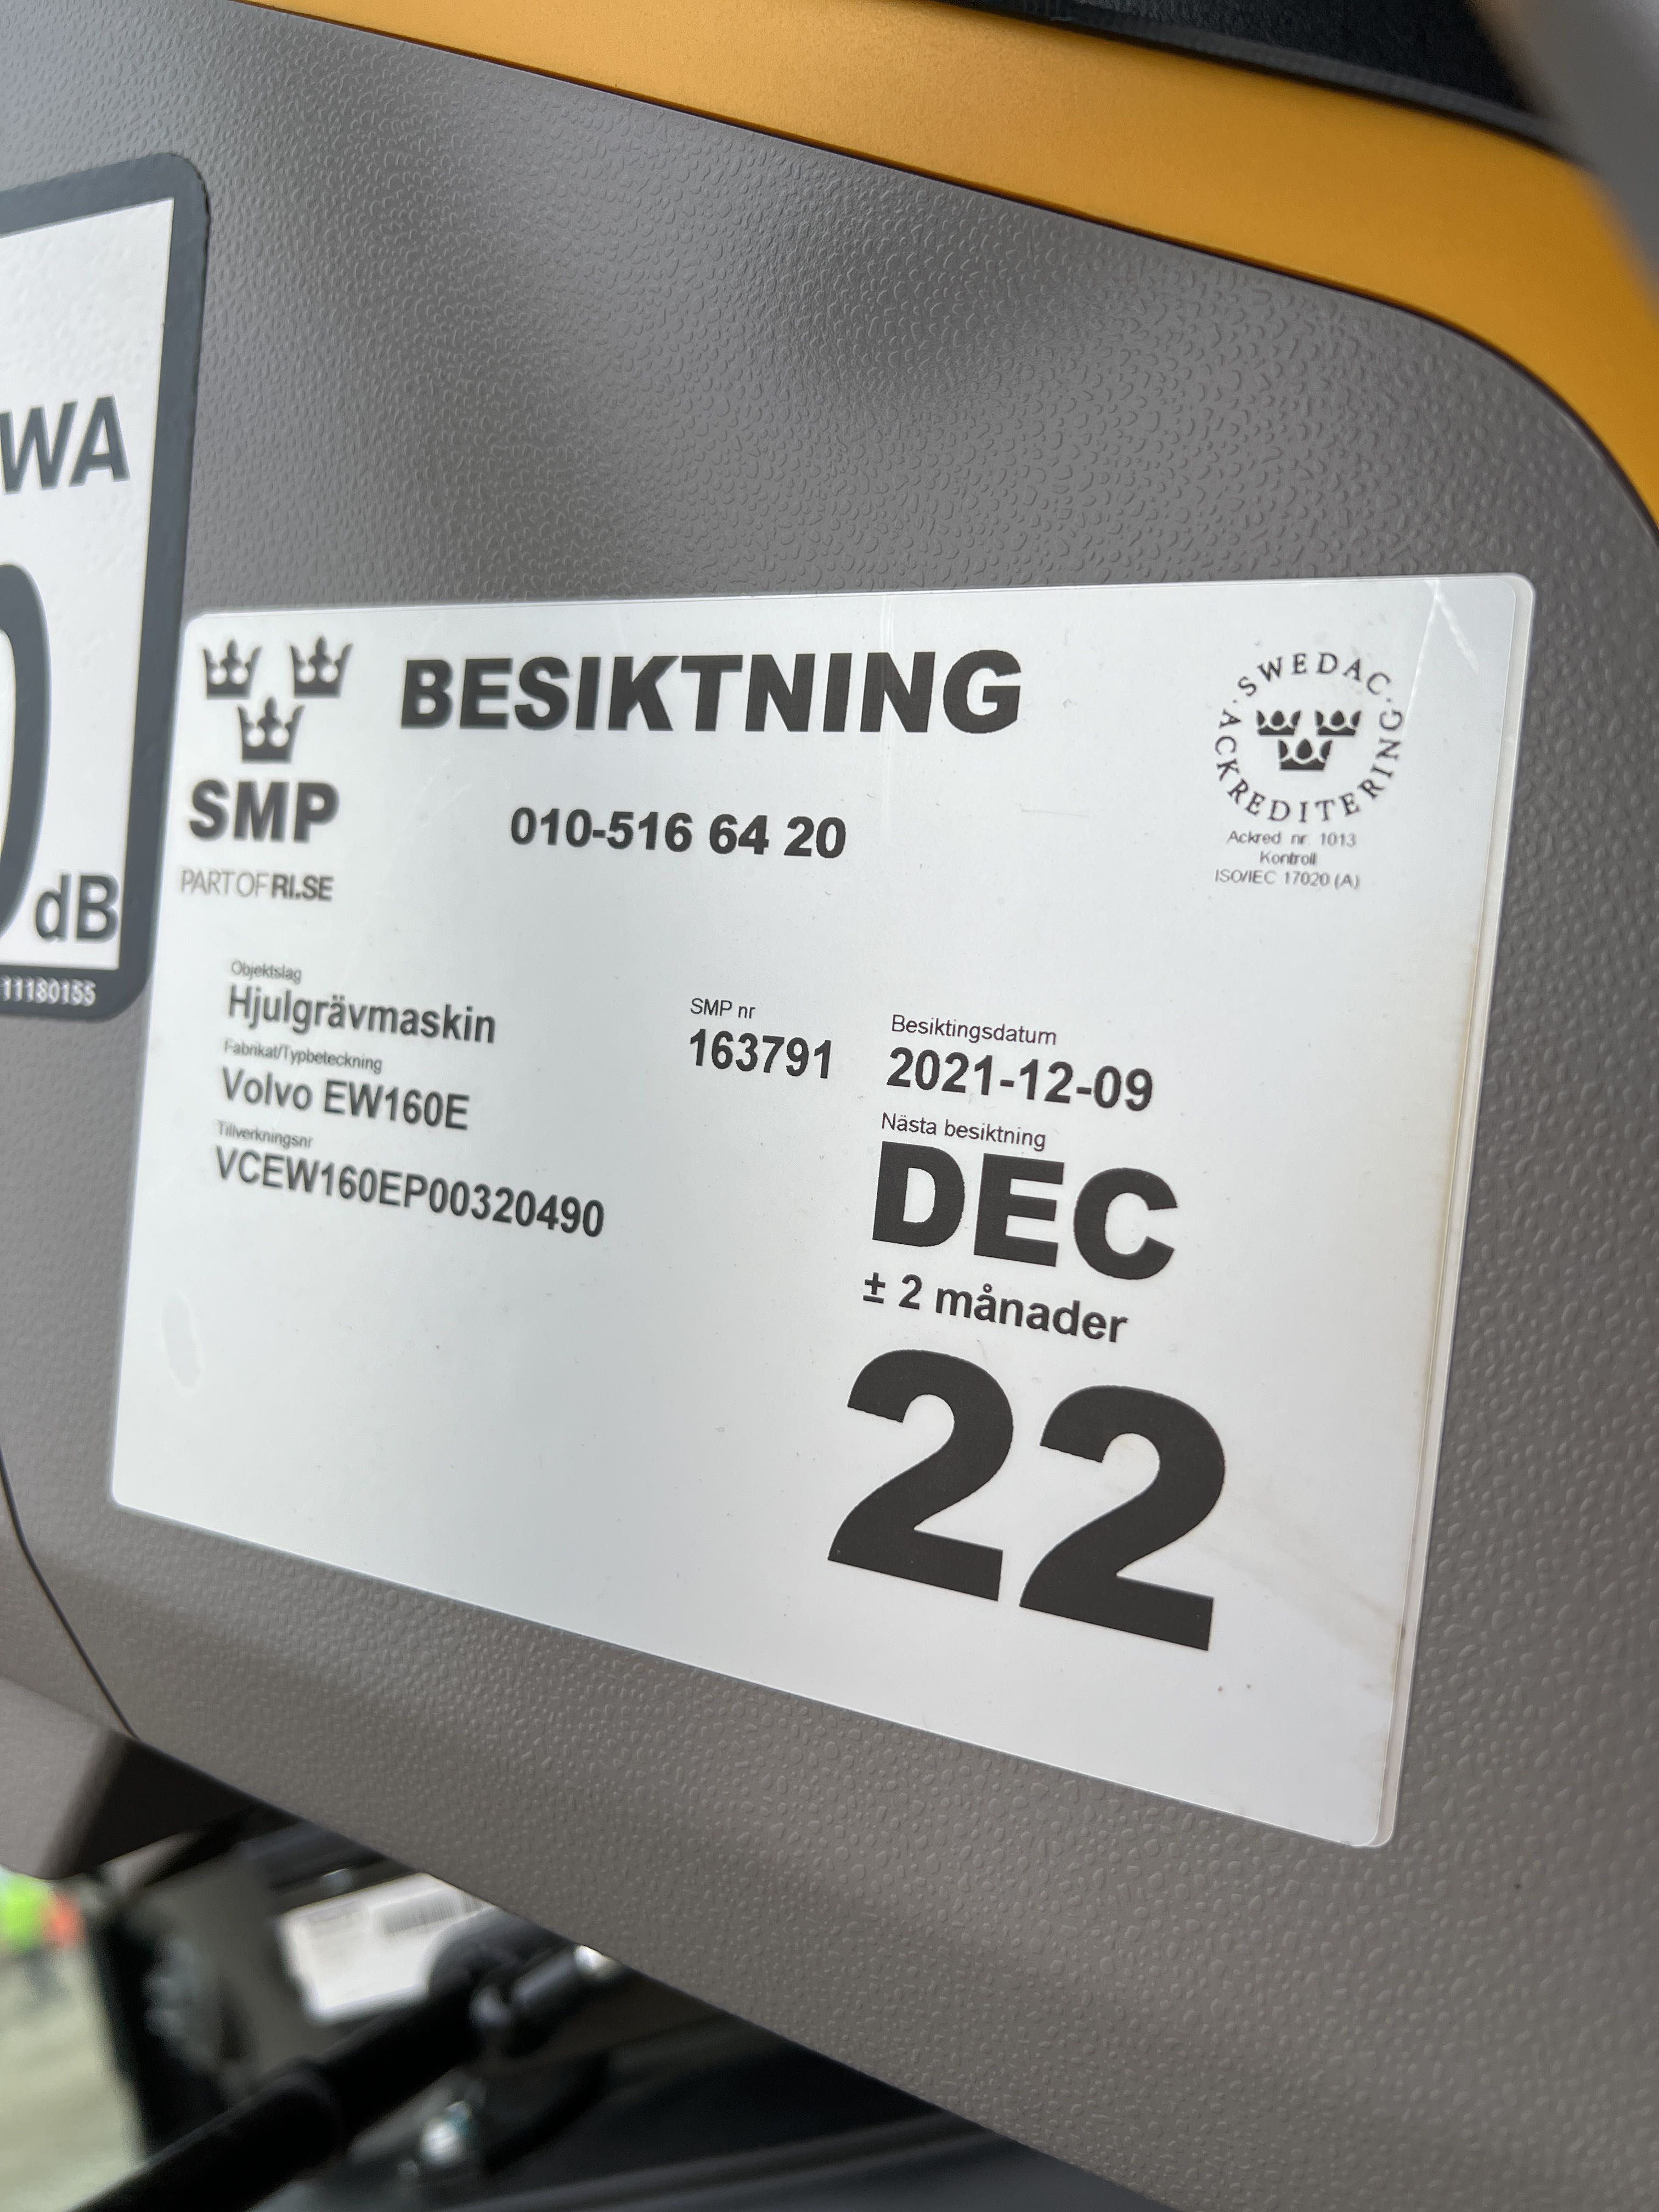 WA
dB
11180155
BESIKTNING
SMP
PART OF RI.SE
010-516 64 20
SWEDAC
ACKREDITERING
Ackred nr 1013
Kontroll
ISO/IEC 17020 (A)
Objektslag
Hjulgrävmaskin
Fabrikat/Typbeteckning
Volvo EW160E
Tillverkningsnr
VCEW160EP00320490
SMP nr
163791
Besiktingsdatum
2021-12-09
Nästa besiktning
DEC
± 2 månader
22